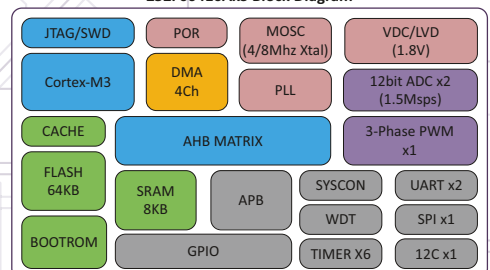 JTAG/SWD
POR
MOSC
(4/8Mhz Xtal)
VDC/LVD
(1.8V)
Cortex-M3
DMA
4Ch
PLL
12bit ADC x2
(1.5Msps)
CACHE
AHB MATRIX
3-Phase PWM
x1
FLASH
64KB
SRAM
8KB
APB
SYSCON
UART x2
WDT
SPI x1
BOOTROM
GPIO
TIMER X6
12C x1